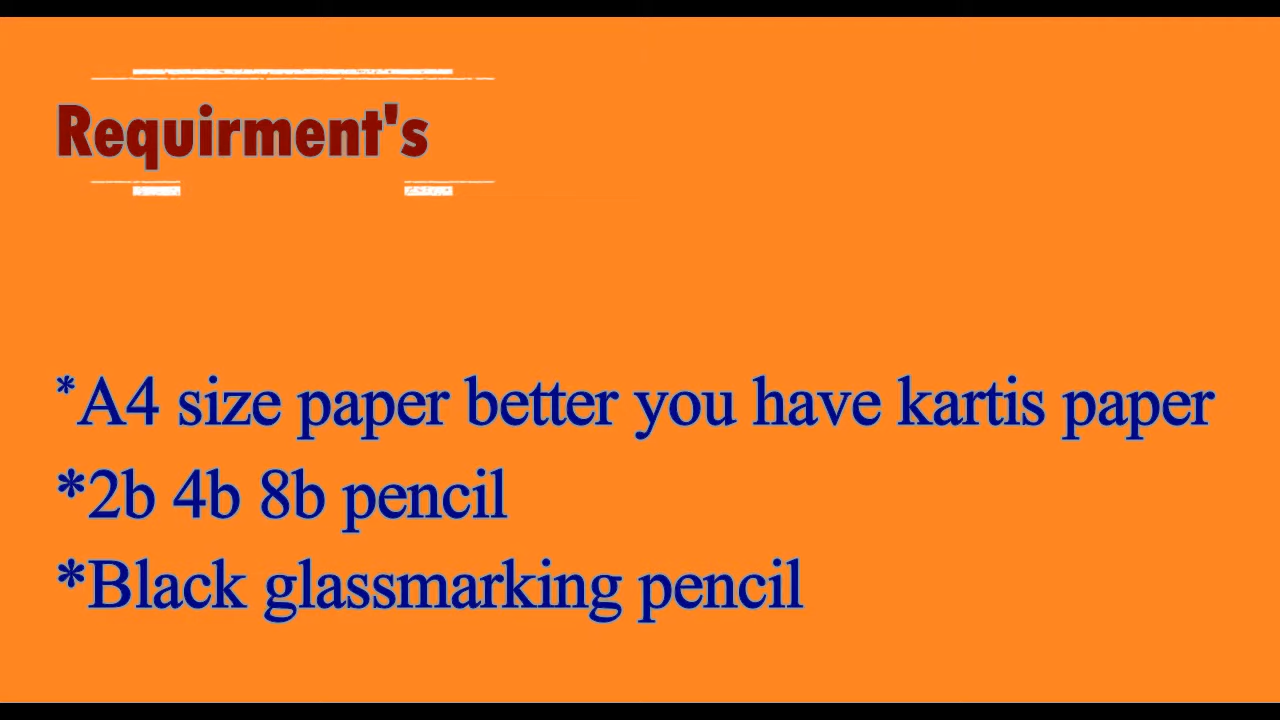 Requirment's
*A4 size paper better you have kartis paper
*2b 4b 8b pencil
*Black glassmarking pencil